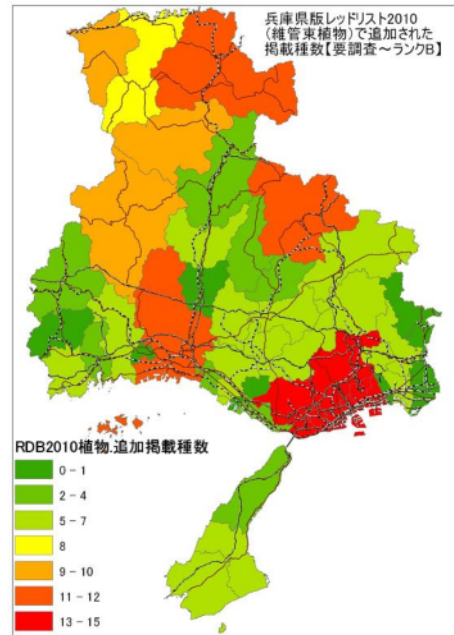 兵庫県版レッドリスト2010
(維管束植物)で追加された
掲載種数【要調査～ランクB】
RDB2010植物.追加掲載種数
0 - 1
2 - 4
5 - 7
8
9 - 10
11 - 12
13 - 15